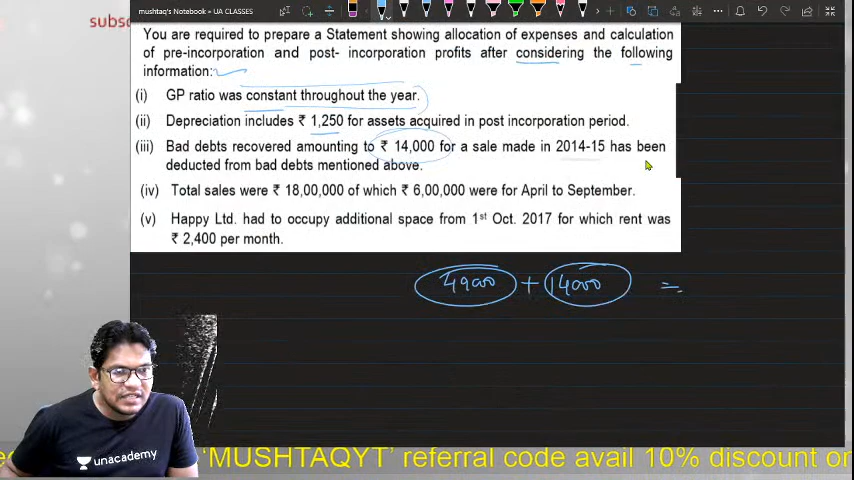 subsc
mushtaq's Notebook » UA CLASSES
You are required to prepare a Statement showing allocation of expenses and calculation
of pre-incorporation and post- incorporation profits after considering the following
information:
(i) GP ratio was constant throughout the year.
(ii) Depreciation includes ₹ 1,250 for assets acquired in post incorporation period.
(iii) Bad debts recovered amounting to ₹ 14,000 for a sale made in 2014-15 has been
deducted from bad debts mentioned above.
(iv) Total sales were ₹ 18,00,000 of which ₹ 6,00,000 were for April to September.
(v) Happy Ltd. had to occupy additional space from 1st Oct. 2017 for which rent was
₹ 2,400 per month.
49000 + 14000 =
unacademy
‘MUSHTAQYT’ referral code avail 10% discount or